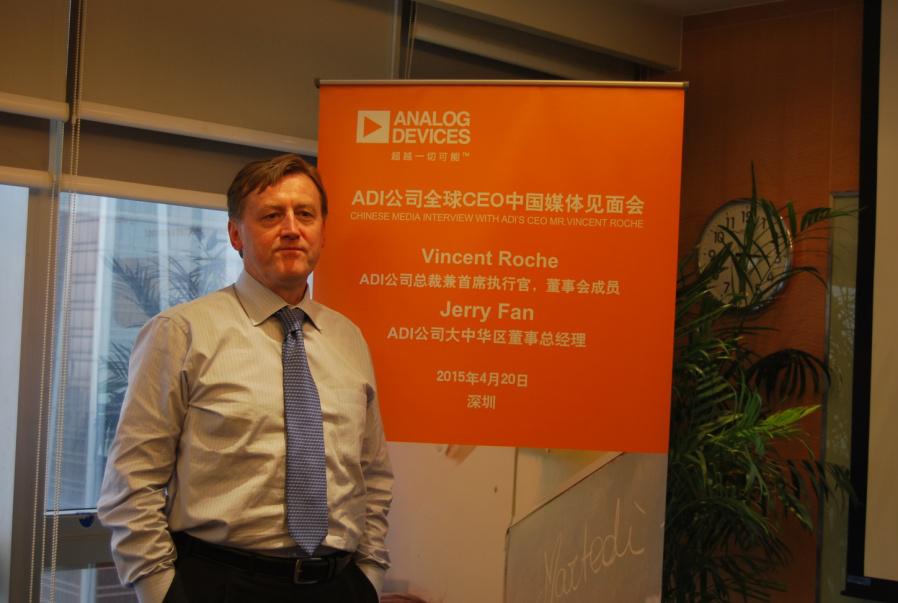 ANALOG
DEVICES
超越一切可能™
ADI公司全球CEO中国媒体见面会
CHINESE MEDIA INTERVIEW WITH ADI'S CEO MR.VINCENT ROCHE
Vincent Roche
ADI公司总裁兼首席执行官，董事会成员
Jerry Fan
ADI公司大中华区董事总经理
2015年4月20日
深圳
Martedì